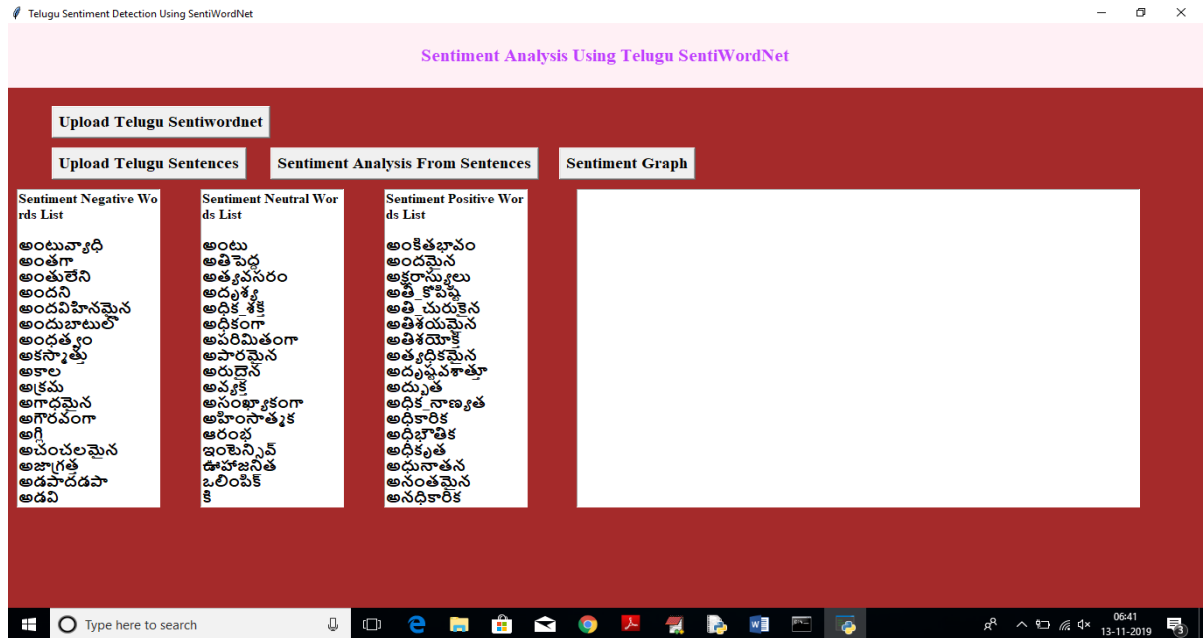 Telugu Sentiment Detection Using SentiWordNet
Sentiment Analysis Using Telugu SentiWordNet
Upload Telugu Sentiwordnet
Upload Telugu Sentences
Sentiment Analysis From Sentences
Sentiment Graph
Sentiment Negative Wo
rds List
అంటువ్యాధి
అంతగా
అంతులేని
అందని
అందవిహినమైన
అందుబాటులో
అంధత్వం
అకస్మాత్తు
అకాల
అక్రమ
అగాధమైన
అగౌరవంగా
అగ్ని
అచంచలమైన
అజాగ్రత్త
అడపాదడపా
అడవి
Sentiment Neutral Wor
ds List
అంటు
అతిపెద్ద
అత్యవసరం
అదృశ్య
అధిక_శక్తి
అధికంగా
అపరిమితంగా
అపారమైన
అరుదైన
అవ్యక్త
అసంఖ్యాకంగా
అహింసాత్మక
ఆరంభ
ఇంటెన్సివ్
ఊహాజనిత
ఒలింపిక్
కి
Sentiment Positive Wor
ds List
అంకితభావం
అందమైన
అక్షరాస్యులు
అతి_కోపిష్టి
అతి_చురుకైన
అతిశయమైన
అతిశయోక్తి
అత్యధికమైన
అదృష్టవశాత్తూ
అద్భుత
అధిక_నాణ్యత
అధికారిక
అధిభౌతిక
అధికృత
అధునాతన
అనంతమైన
అనధికారిక
Type here to search
06:41
13-11-2019
3